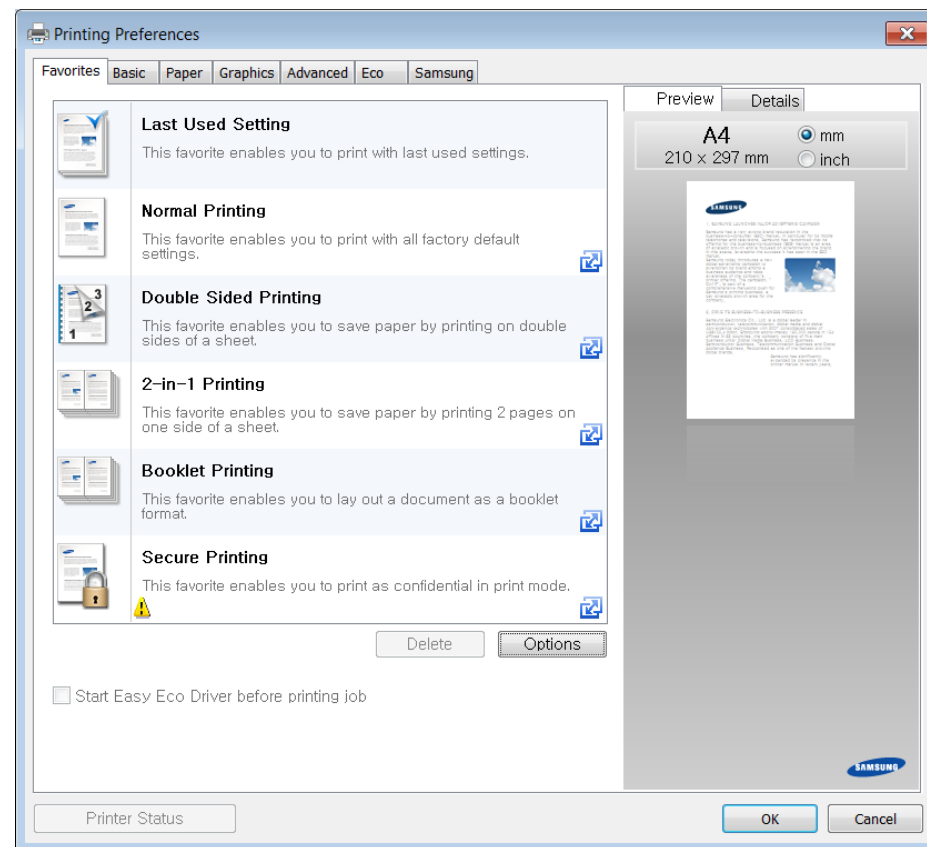 Printing Preferences
Favorites Basic Paper Graphics Advanced Eco Samsung
Last Used Setting
This favorite enables you to print with last used settings.
Normal Printing
This favorite enables you to print with all factory default
settings.
Double Sided Printing
This favorite enables you to save paper by printing on double
sides of a sheet.
2-in-1 Printing
This favorite enables you to save paper by printing 2 pages on
one side of a sheet.
Booklet Printing
This favorite enables you to lay out a document as a booklet
format.
Secure Printing
This favorite enables you to print as confidential in print mode.
Delete Options
Start Easy Eco Driver before printing job
Preview Details
A4
210 x 297 mm
mm
inch
SAMSUNG
SAMSUNG
Printer Status
OK Cancel